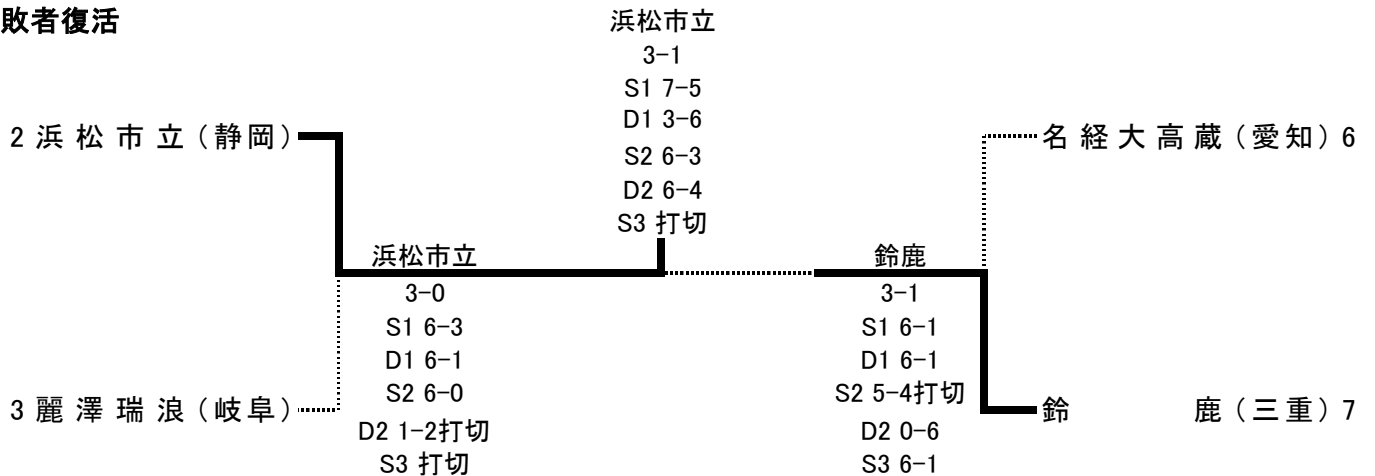 敗者復活
浜松市立
3-1
S1 7-5
D1 3-6
S2 6-3
D2 6-4
S3 打切
2 浜 松 市 立（静岡）
名 経 大 高 蔵（愛知）6
浜松市立
3-0
S1 6-3
D1 6-1
S2 6-0
D2 1-2打切
S3 打切
鈴鹿
3-1
S1 6-1
D1 6-1
S2 5-4打切
D2 0-6
S3 6-1
3 麗 澤 瑞 浪（岐阜）
鈴 鹿（三重）7